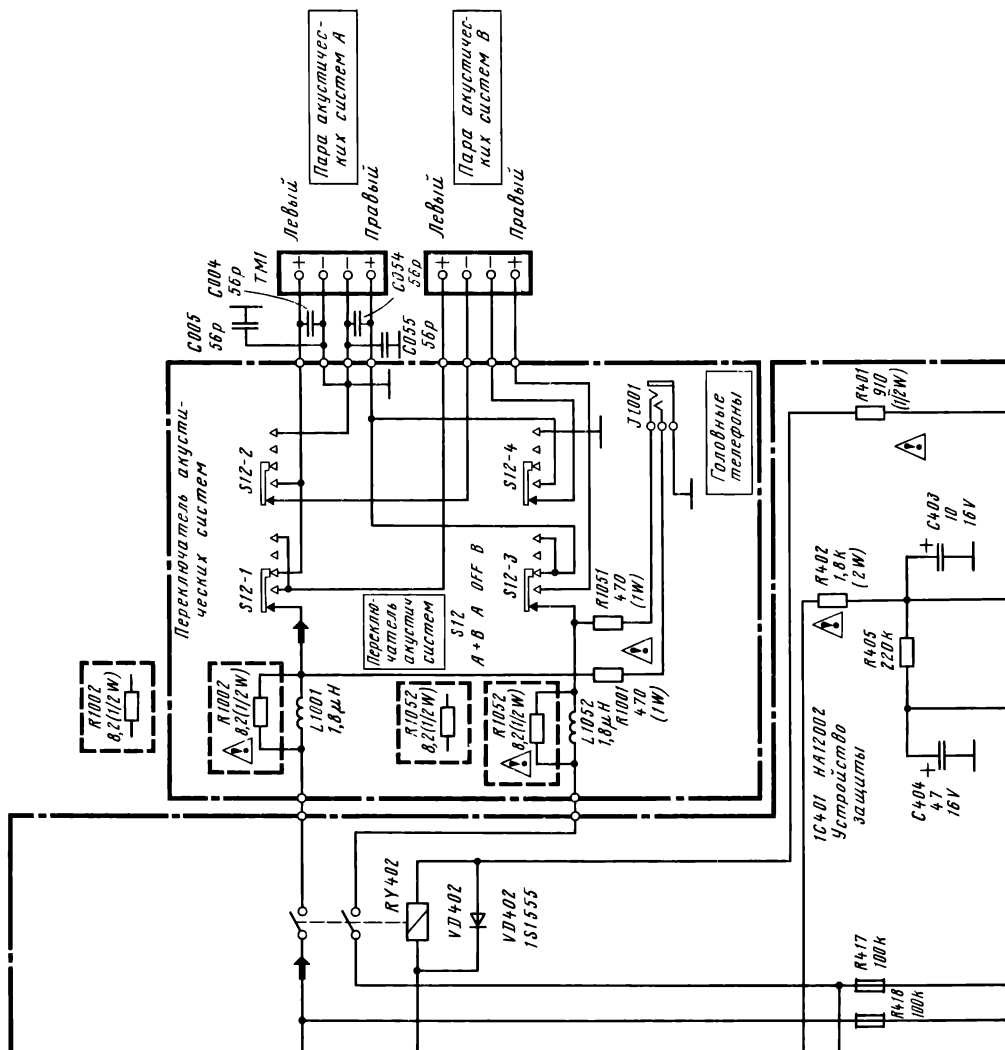 Пара акустичес-
ких систем А
Пара акустичес-
ких систем В
Левый
Правый
Левый
Правый
С005
56p
С004
56p
ТМ1
+
−
−
+
С054
56p
С055
56p
+
−
−
+
Переключатель акусти-
ческих систем
S12-2
S12-1
S12-4
S12-3
Переклю-
чатель
акустич
систем
S12
A+B A OFF B
J1001
Головные
телефоны
R1051
470
(1W)
R1001
470
(1W)
R1002
8,2(1/2W)
R1002
8,2(1/2W)
L1001
1,8μH
R1052
8,2(1/2W)
R1052
8,2(1/2W)
L1052
1,8μH
R401
910
(1/2W)
R402
1,8k
(2W)
+
C403
10
16V
R405
220k
+
C404
47
16V
1C401 HA12002
Устройство
защиты
RY402
VD402
VD402
1S1555
R417
100k
R418
100k